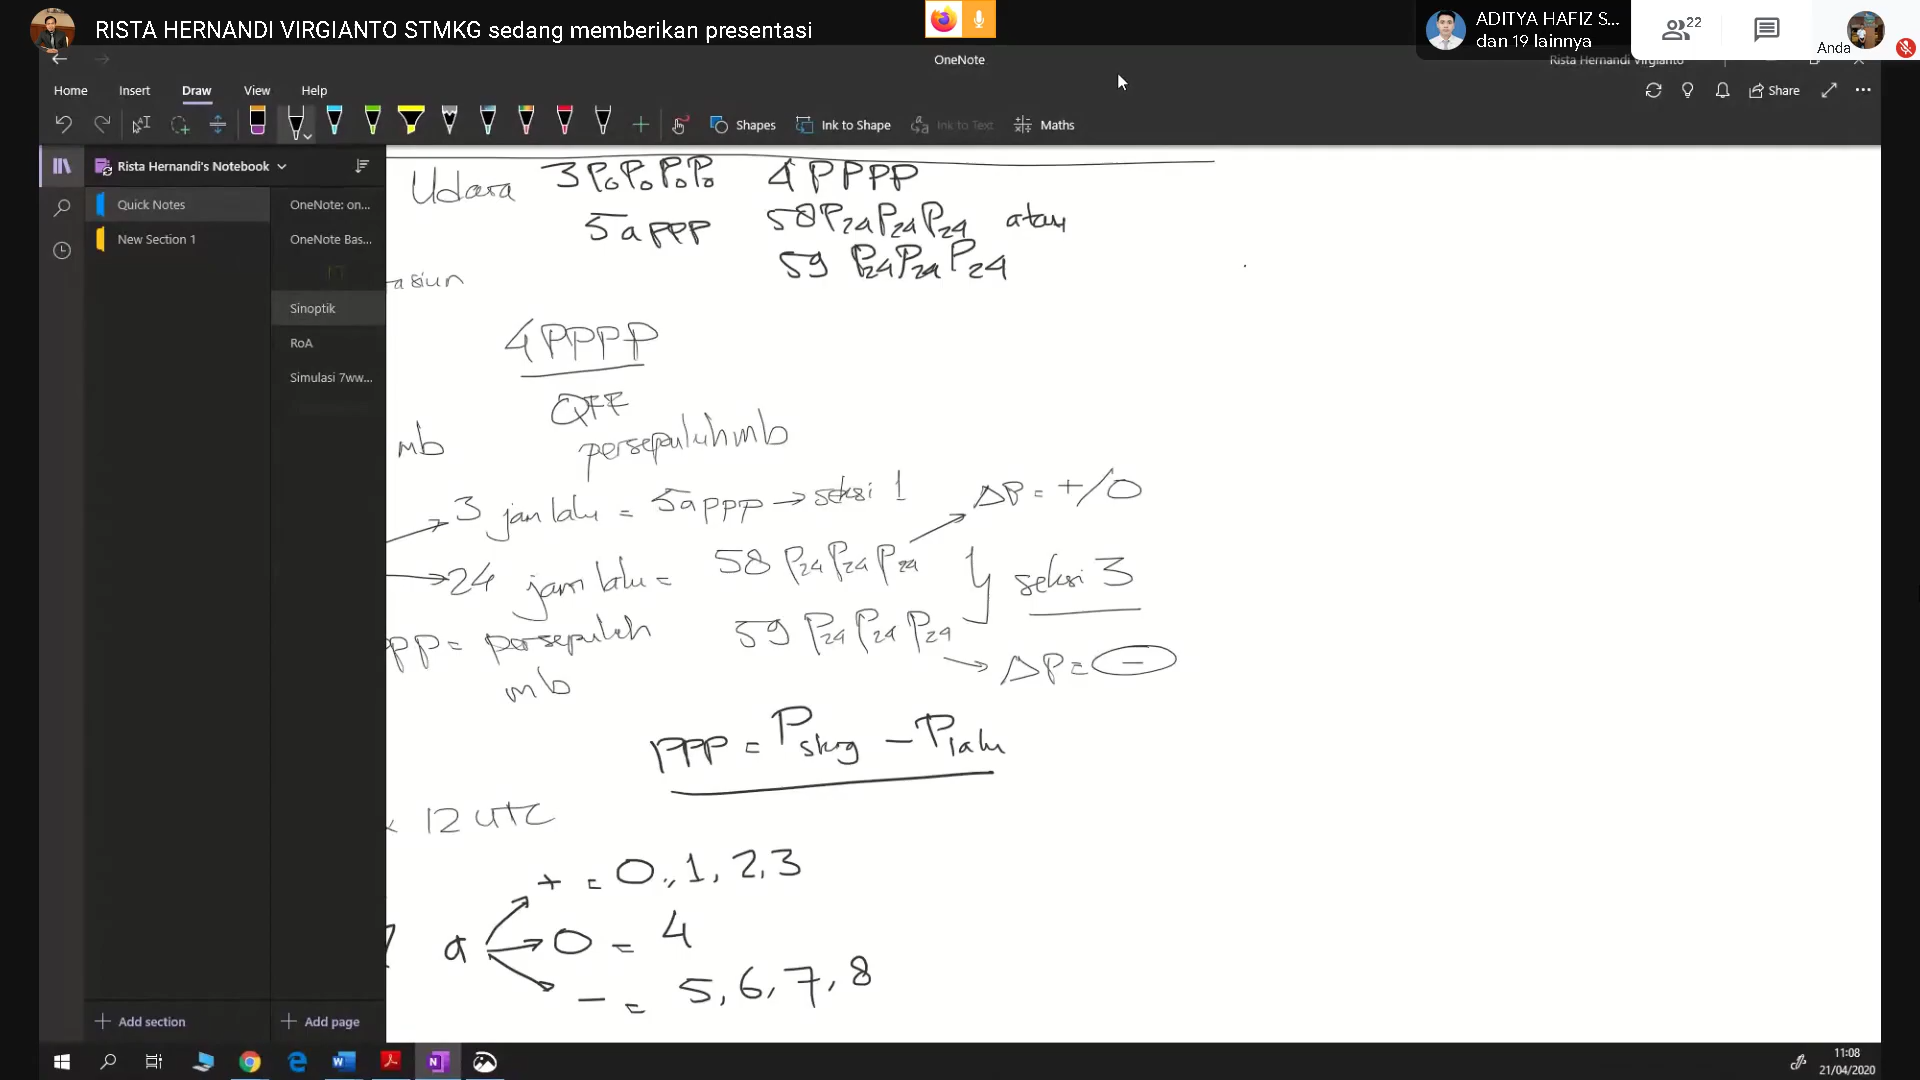 RISTA HERNANDI VIRGIANTO STMKG sedang memberikan presentasi
ADITYA HAFIZ S...
dan 19 lainnya
22
Anda
OneNote
Rista Hernandi Virgianto
Home Insert Draw View Help
Share
Shapes Ink to Shape Ink to Text Maths
Rista Hernandi's Notebook
Quick Notes
New Section 1
OneNote: on...
OneNote Bas...
Sinoptik
RoA
Simulasi 7ww...
Add section
Add page
Udara 3P₀P₀P₀P₀ 4PPPP
5appp 58P₂₄P₂₄P₂₄ atau
59 P₂₄P₂₄P₂₄
asiun
4PPPP
QFF
persepuluh mb
mb
3 jam lalu = 5appp → seksi 1
ΔP = +/0
24 jam lalu = 58 P₂₄P₂₄P₂₄
seksi 3
59 P₂₄P₂₄P₂₄
→ ΔP = -
pp = persepuluh
mb
PPP = Pskrg - Plalu
12 UTC
+ = 0, 1, 2, 3
a → 0 = 4
- = 5, 6, 7, 8
11:08
21/04/2020